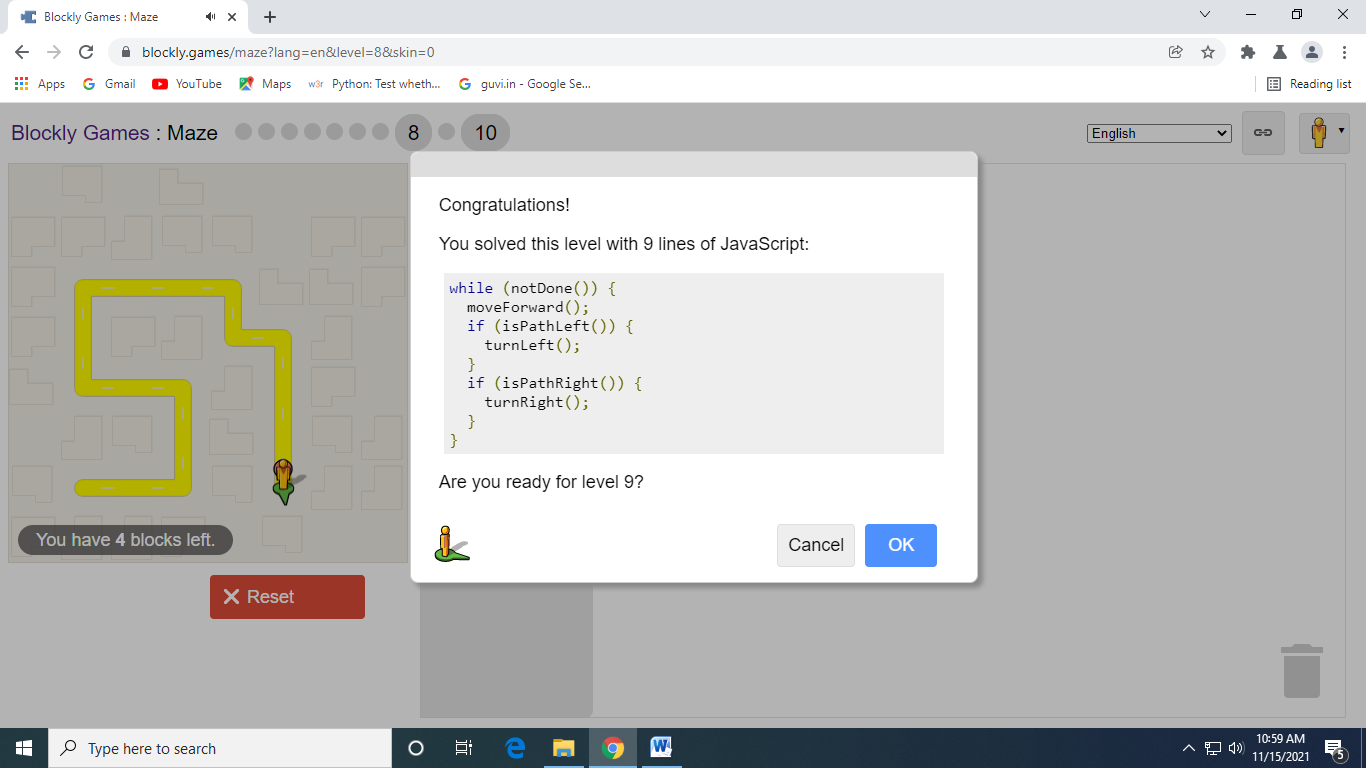 Blockly Games : Maze
blockly.games/maze?lang=en&level=8&skin=0
Apps Gmail YouTube Maps w3r Python: Test wheth... guvi.in - Google Se... Reading list
Blockly Games : Maze 8 10 English
Congratulations!
You solved this level with 9 lines of JavaScript:
while (notDone()) {
moveForward();
if (isPathLeft()) {
turnLeft();
}
if (isPathRight()) {
turnRight();
}
}
Are you ready for level 9?
You have 4 blocks left.
Cancel OK
Reset
Type here to search
10:59 AM
11/15/2021
5